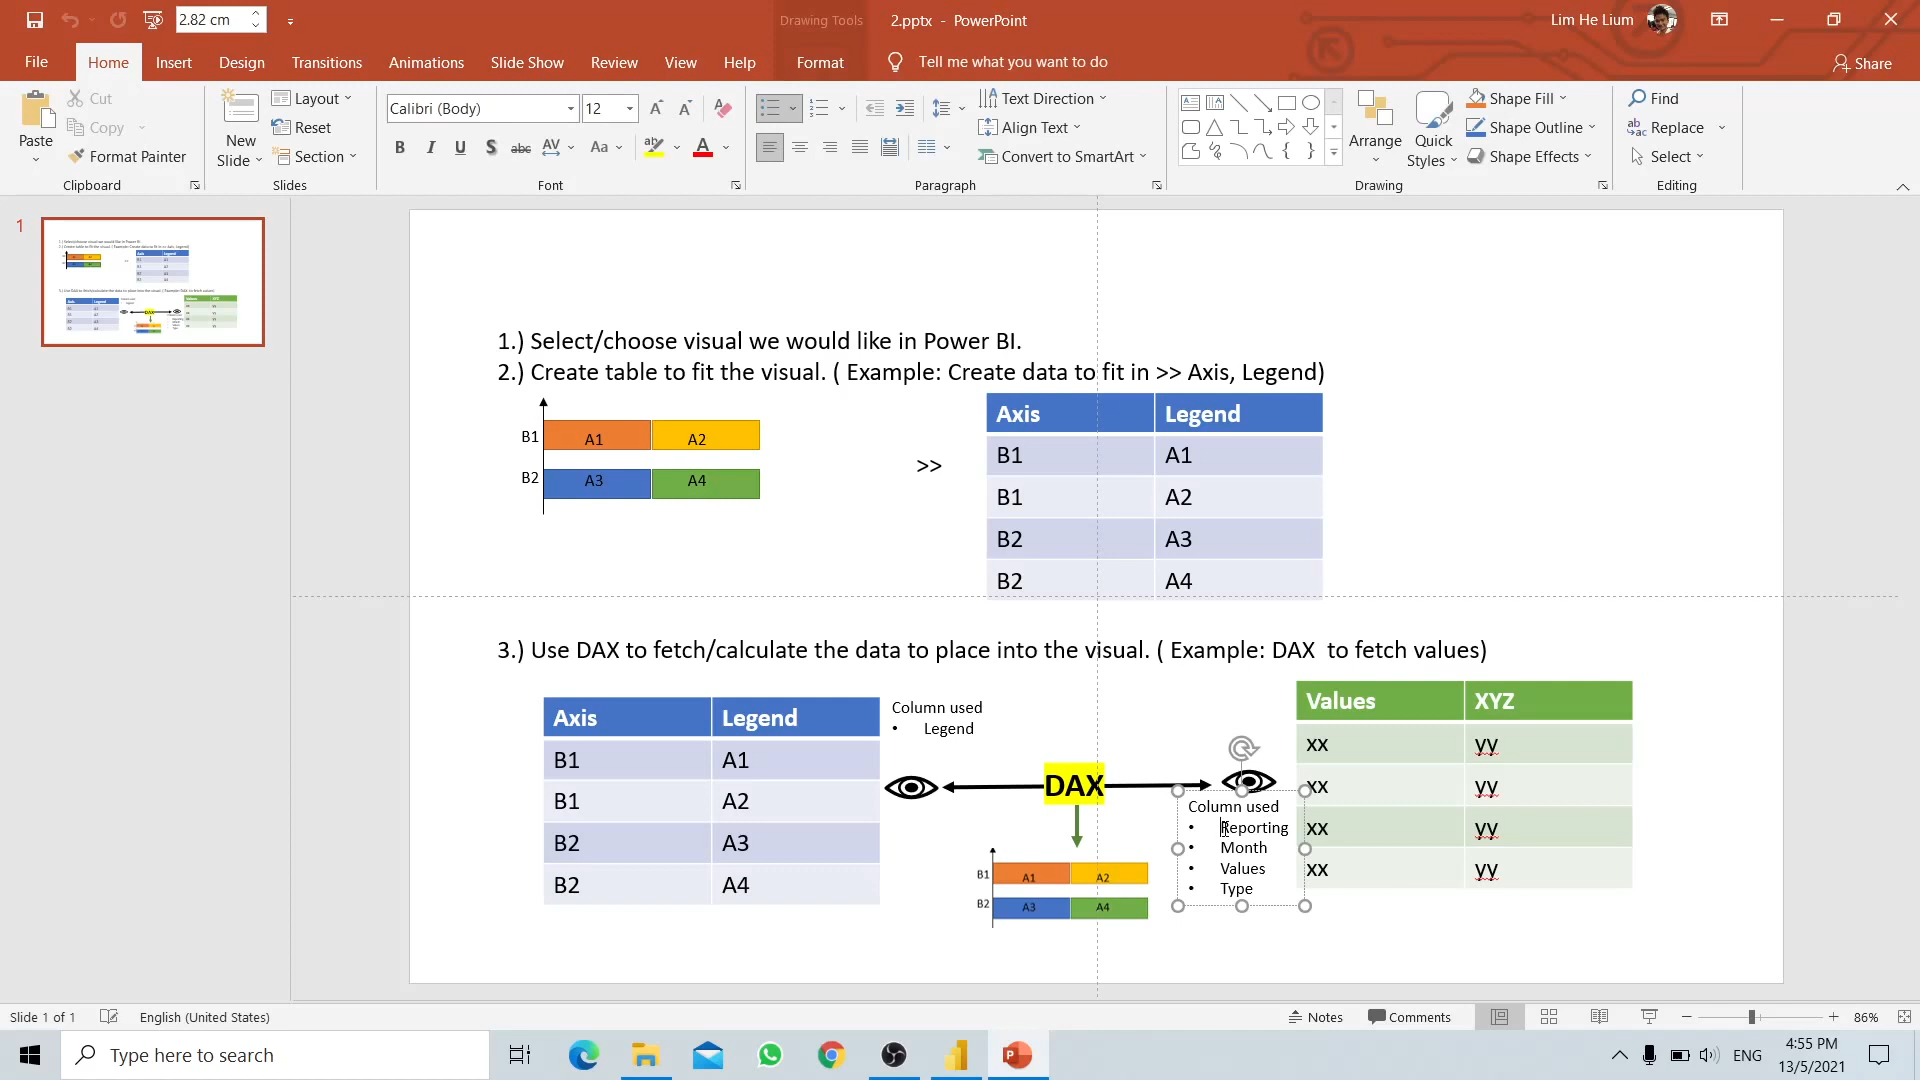 2.82 cm
Drawing Tools
2.pptx - PowerPoint
Lim He Lium
File
Home
Insert
Design
Transitions
Animations
Slide Show
Review
View
Help
Format
Tell me what you want to do
Share
Paste
Cut
Copy
Format Painter
Clipboard
New Slide
Layout
Reset
Section
Slides
Calibri (Body)
12
B I U S abc AV Aa A
Font
Text Direction
Align Text
Convert to SmartArt
Paragraph
Arrange
Quick Styles
Shape Fill
Shape Outline
Shape Effects
Drawing
Find
Replace
Select
Editing
1
1.) Select/choose visual we would like in Power BI.
2.) Create table to fit the visual. ( Example: Create data to fit in >> Axis, Legend)
B1 A1 A2
B2 A3 A4
>>
Axis Legend
B1 A1
B1 A2
B2 A3
B2 A4
3.) Use DAX to fetch/calculate the data to place into the visual. ( Example: DAX  to fetch values)
Axis Legend
B1 A1
B1 A2
B2 A3
B2 A4
Column used
• Legend
DAX
B1 A1 A2
B2 A3 A4
Column used
• Reporting
• Month
• Values
• Type
Values XYZ
XX VV
XX VV
XX VV
XX VV
Slide 1 of 1
English (United States)
Notes
Comments
86%
Type here to search
ENG
4:55 PM
13/5/2021